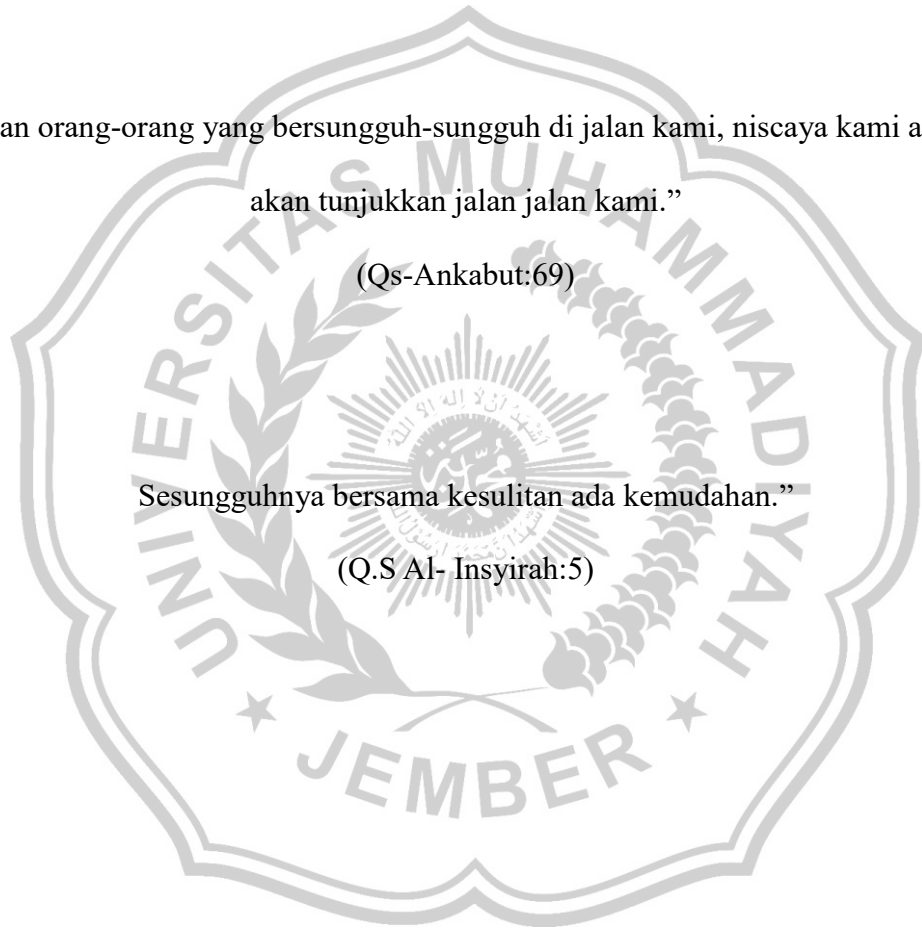 an orang-orang yang bersungguh-sungguh di jalan kami, niscaya kami a
akan tunjukkan jalan jalan kami.”
(Qs-Ankabut:69)
Sesungguhnya bersama kesulitan ada kemudahan.”
(Q.S Al- Insyirah:5)
UNIVERSITAS MUHAMMADIYAH
JEMBER